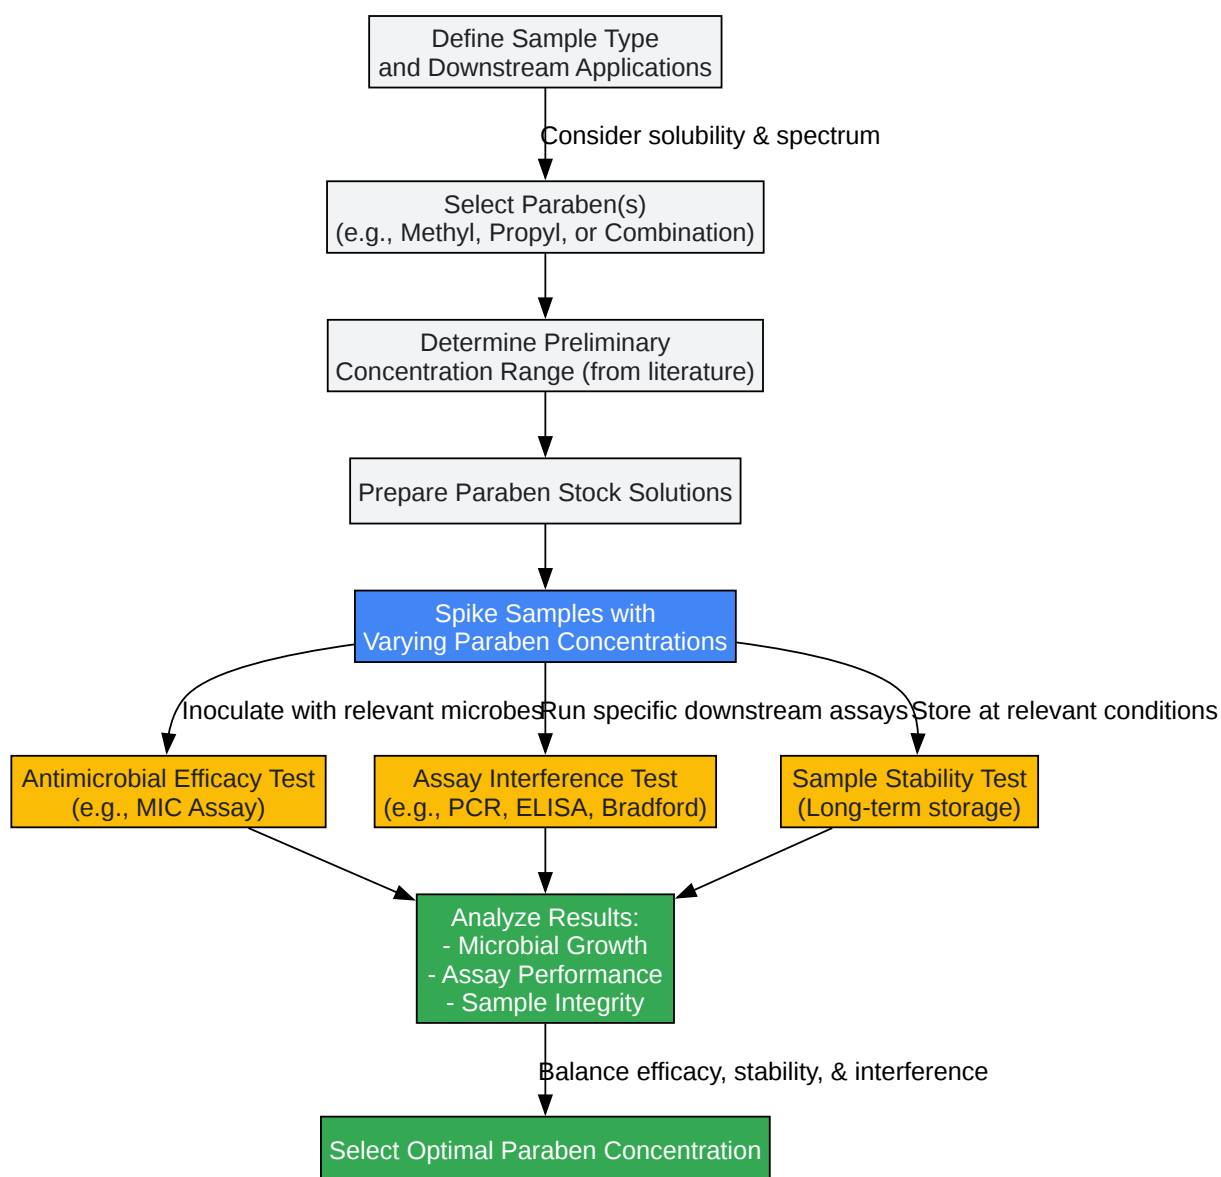 Define Sample Type
and Downstream Applications
Consider solubility & spectrum
Select Paraben(s)
(e.g., Methyl, Propyl, or Combination)
Determine Preliminary
Concentration Range (from literature)
Prepare Paraben Stock Solutions
Spike Samples with
Varying Paraben Concentrations
Inoculate with relevant microbes
Run specific downstream assays
Store at relevant conditions
Antimicrobial Efficacy Test
(e.g., MIC Assay)
Assay Interference Test
(e.g., PCR, ELISA, Bradford)
Sample Stability Test
(Long-term storage)
Analyze Results:
- Microbial Growth
- Assay Performance
- Sample Integrity
Balance efficacy, stability, & interference
Select Optimal Paraben Concentration